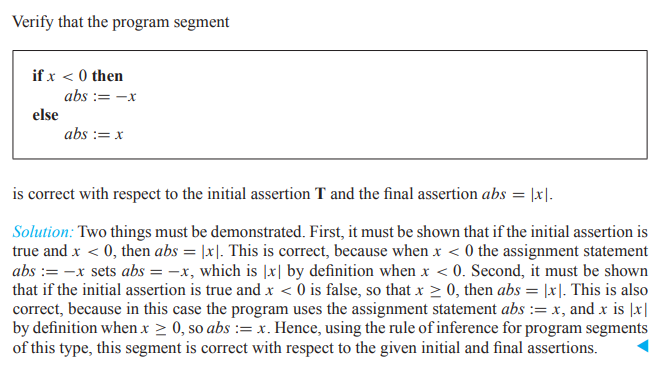 Verify that the program segment
if x < 0 then
abs := −x
else
abs := x
is correct with respect to the initial assertion T and the final assertion abs = |x|.
Solution: Two things must be demonstrated. First, it must be shown that if the initial assertion is
true and x < 0, then abs = |x|. This is correct, because when x < 0 the assignment statement
abs := −x sets abs = −x, which is |x| by definition when x < 0. Second, it must be shown
that if the initial assertion is true and x < 0 is false, so that x ≥ 0, then abs = |x|. This is also
correct, because in this case the program uses the assignment statement abs := x, and x is |x|
by definition when x ≥ 0, so abs := x. Hence, using the rule of inference for program segments
of this type, this segment is correct with respect to the given initial and final assertions. ◀